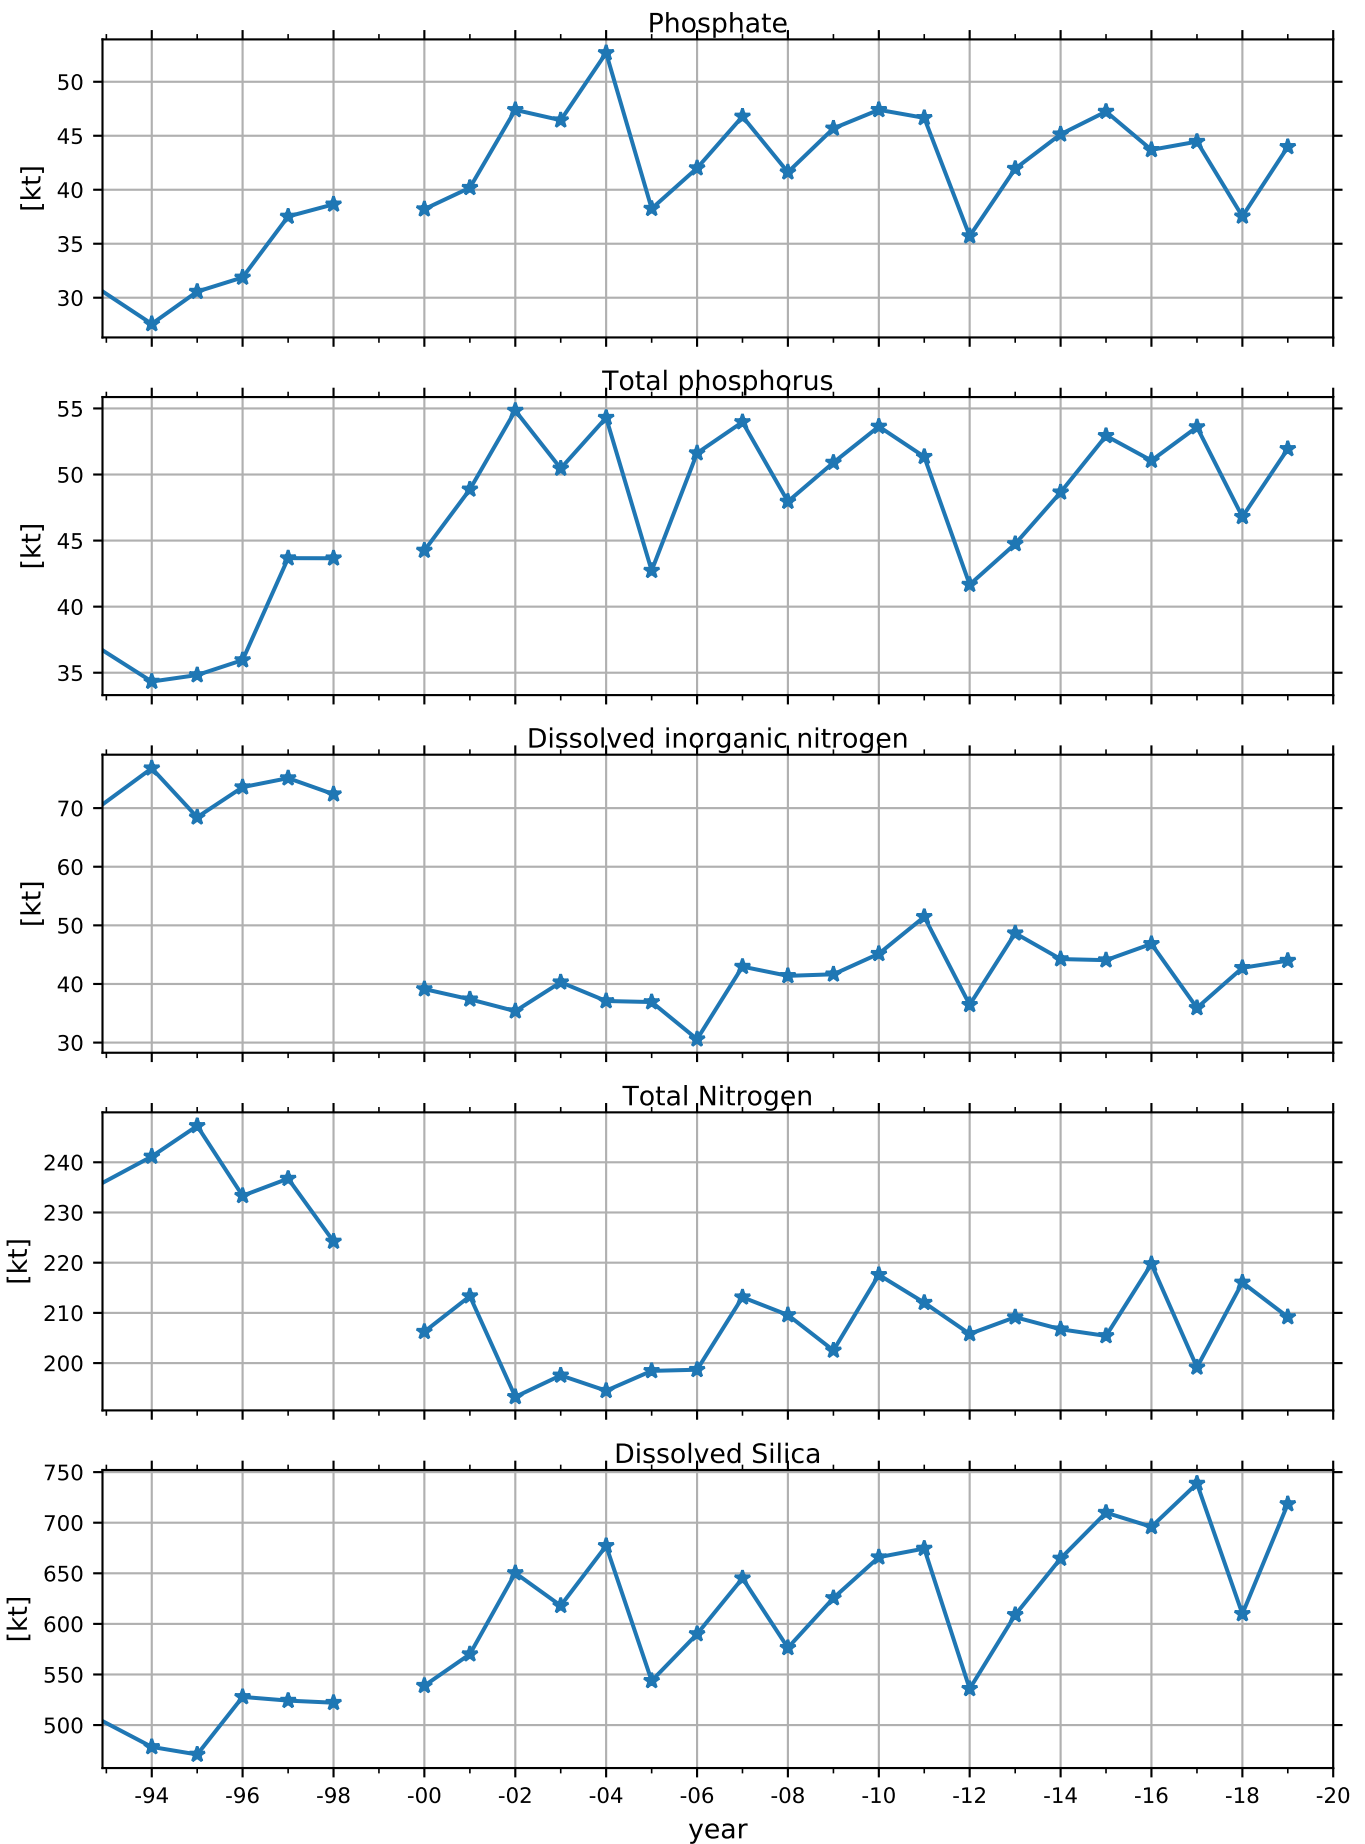 Phosphate
50
45
40
35
30
[kt]
Total phosphorus
55
50
45
40
35
[kt]
Dissolved inorganic nitrogen
70
60
50
40
30
[kt]
Total Nitrogen
240
230
220
210
200
[kt]
Dissolved Silica
750
700
650
600
550
500
[kt]
-94 -96 -98 -00 -02 -04 -06 -08 -10 -12 -14 -16 -18 -20
year